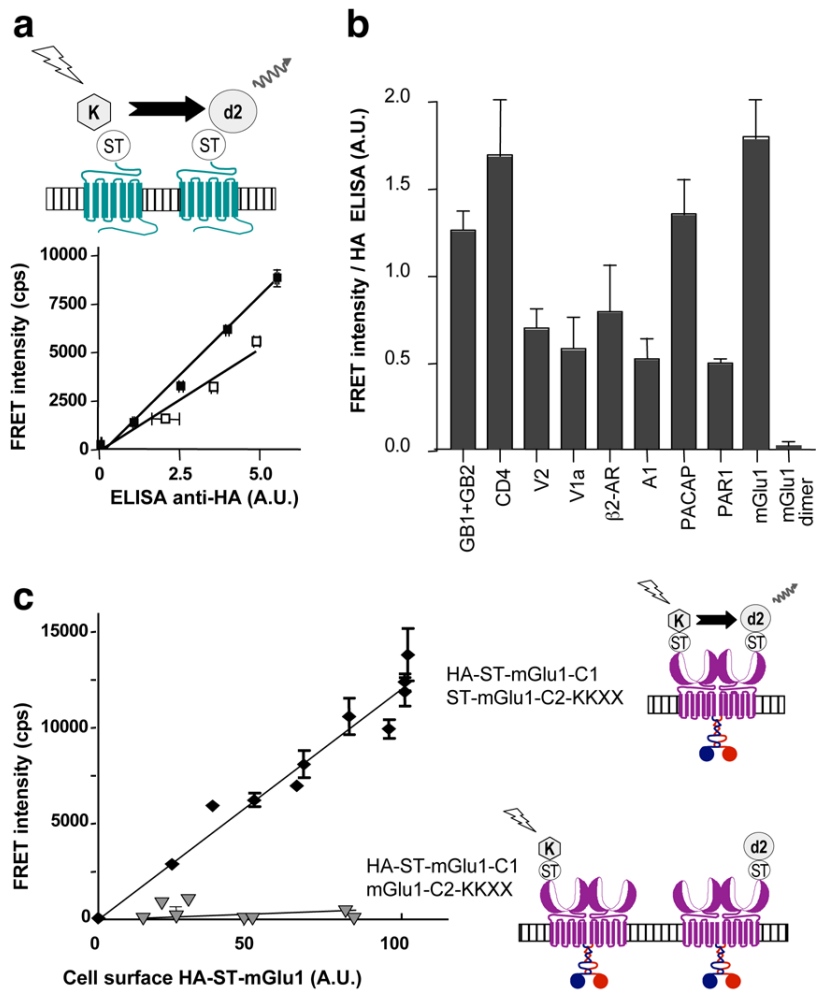 a
K
d2
ST
ST
FRET intensity (cps)
10000
7500
5000
2500
0
0
2.5
5.0
ELISA anti-HA (A.U.)
b
FRET intensity / HA ELISA (A.U.)
2.0
1.5
1.0
0.5
0.0
GB1+GB2
CD4
V2
V1a
β2-AR
A1
PACAP
PAR1
mGlu1
mGlu1
dimer
c
FRET intensity (cps)
15000
10000
5000
0
0
50
100
Cell surface HA-ST-mGlu1 (A.U.)
HA-ST-mGlu1-C1
ST-mGlu1-C2-KKXX
K
d2
ST
ST
HA-ST-mGlu1-C1
mGlu1-C2-KKXX
K
d2
ST
ST